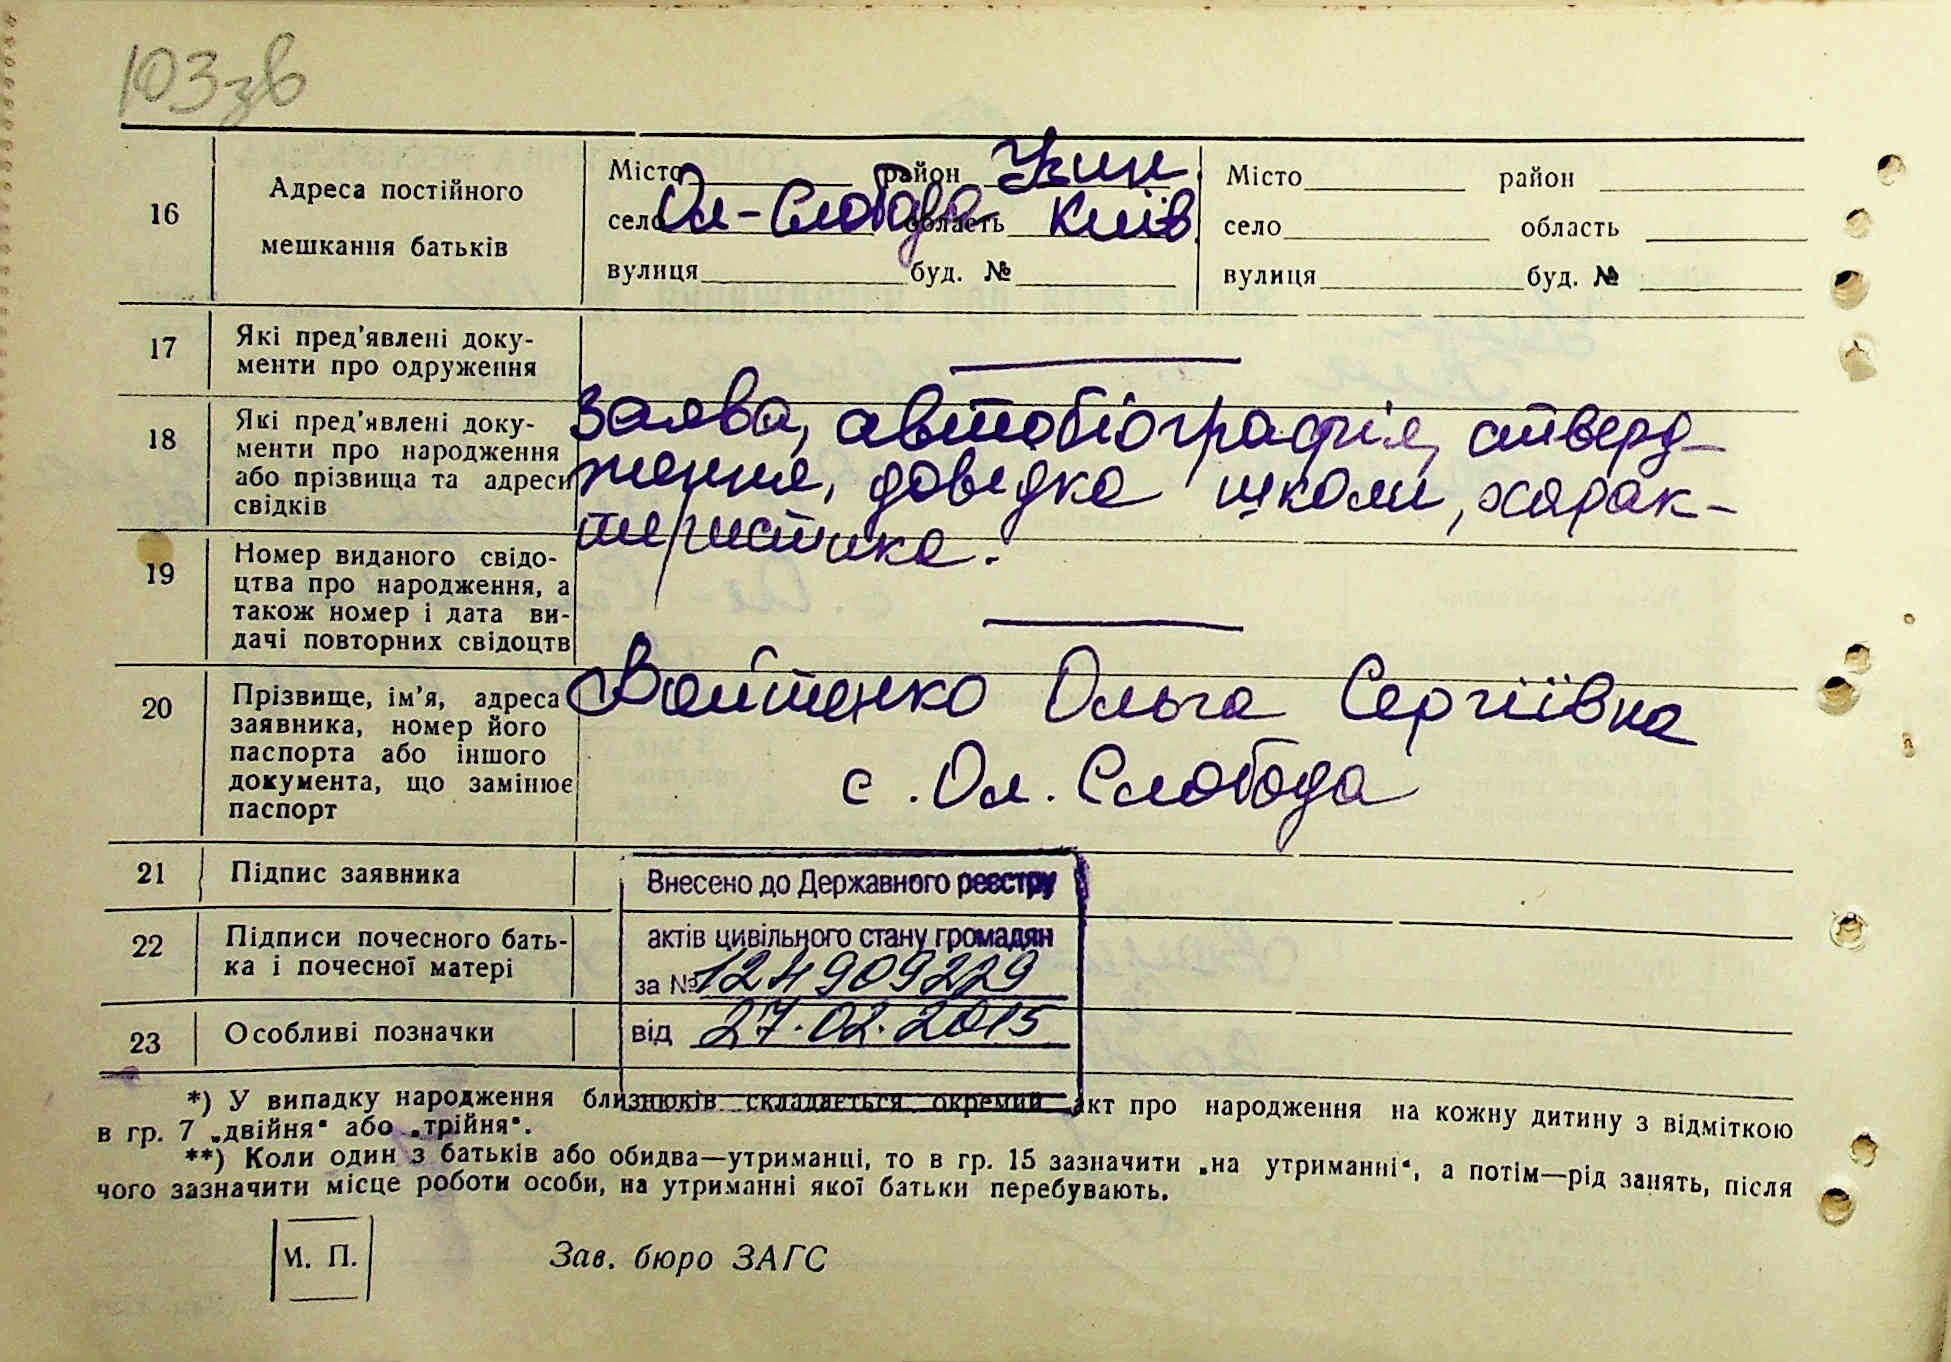 103зв
16 Адреса постійного мешкання батьків
Місто район Узин
село Ол-Слобода область Київ
вулиця буд. №
Місто район
село область
вулиця буд. №
17 Які пред'явлені доку-
менти про одруження —
18 Які пред'явлені доку-
менти про народження
або прізвища та адреси
свідків
Заява, автобіографія, ствердд-
ження, довідка школи, харак-
теристика.
19 Номер виданого свідо-
цтва про народження, а
також номер і дата ви-
дачі повторних свідоцтв —
20 Прізвище, ім'я, адреса
заявника, номер його
паспорта або іншого
документа, що замінює
паспорт
Войтенко Ольга Сергіївна
с. Ол. Слобода
21 Підпис заявника
22 Підписи почесного бать-
ка і почесної матері
23 Особливі позначки
Внесено до Державного реєстру
актів цивільного стану громадян
за № 124909229
від 27.02.2015
*) У випадку народження близнюків складається окремий акт про народження на кожну дитину з відміткою
в гр. 7 „двійня" або „трійня".
**) Коли один з батьків або обидва—утриманці, то в гр. 15 зазначити „на утриманні", а потім—рід занять, після
чого зазначити місце роботи особи, на утриманні якої батьки перебувають.
М. П.
Зав. бюро ЗАГС